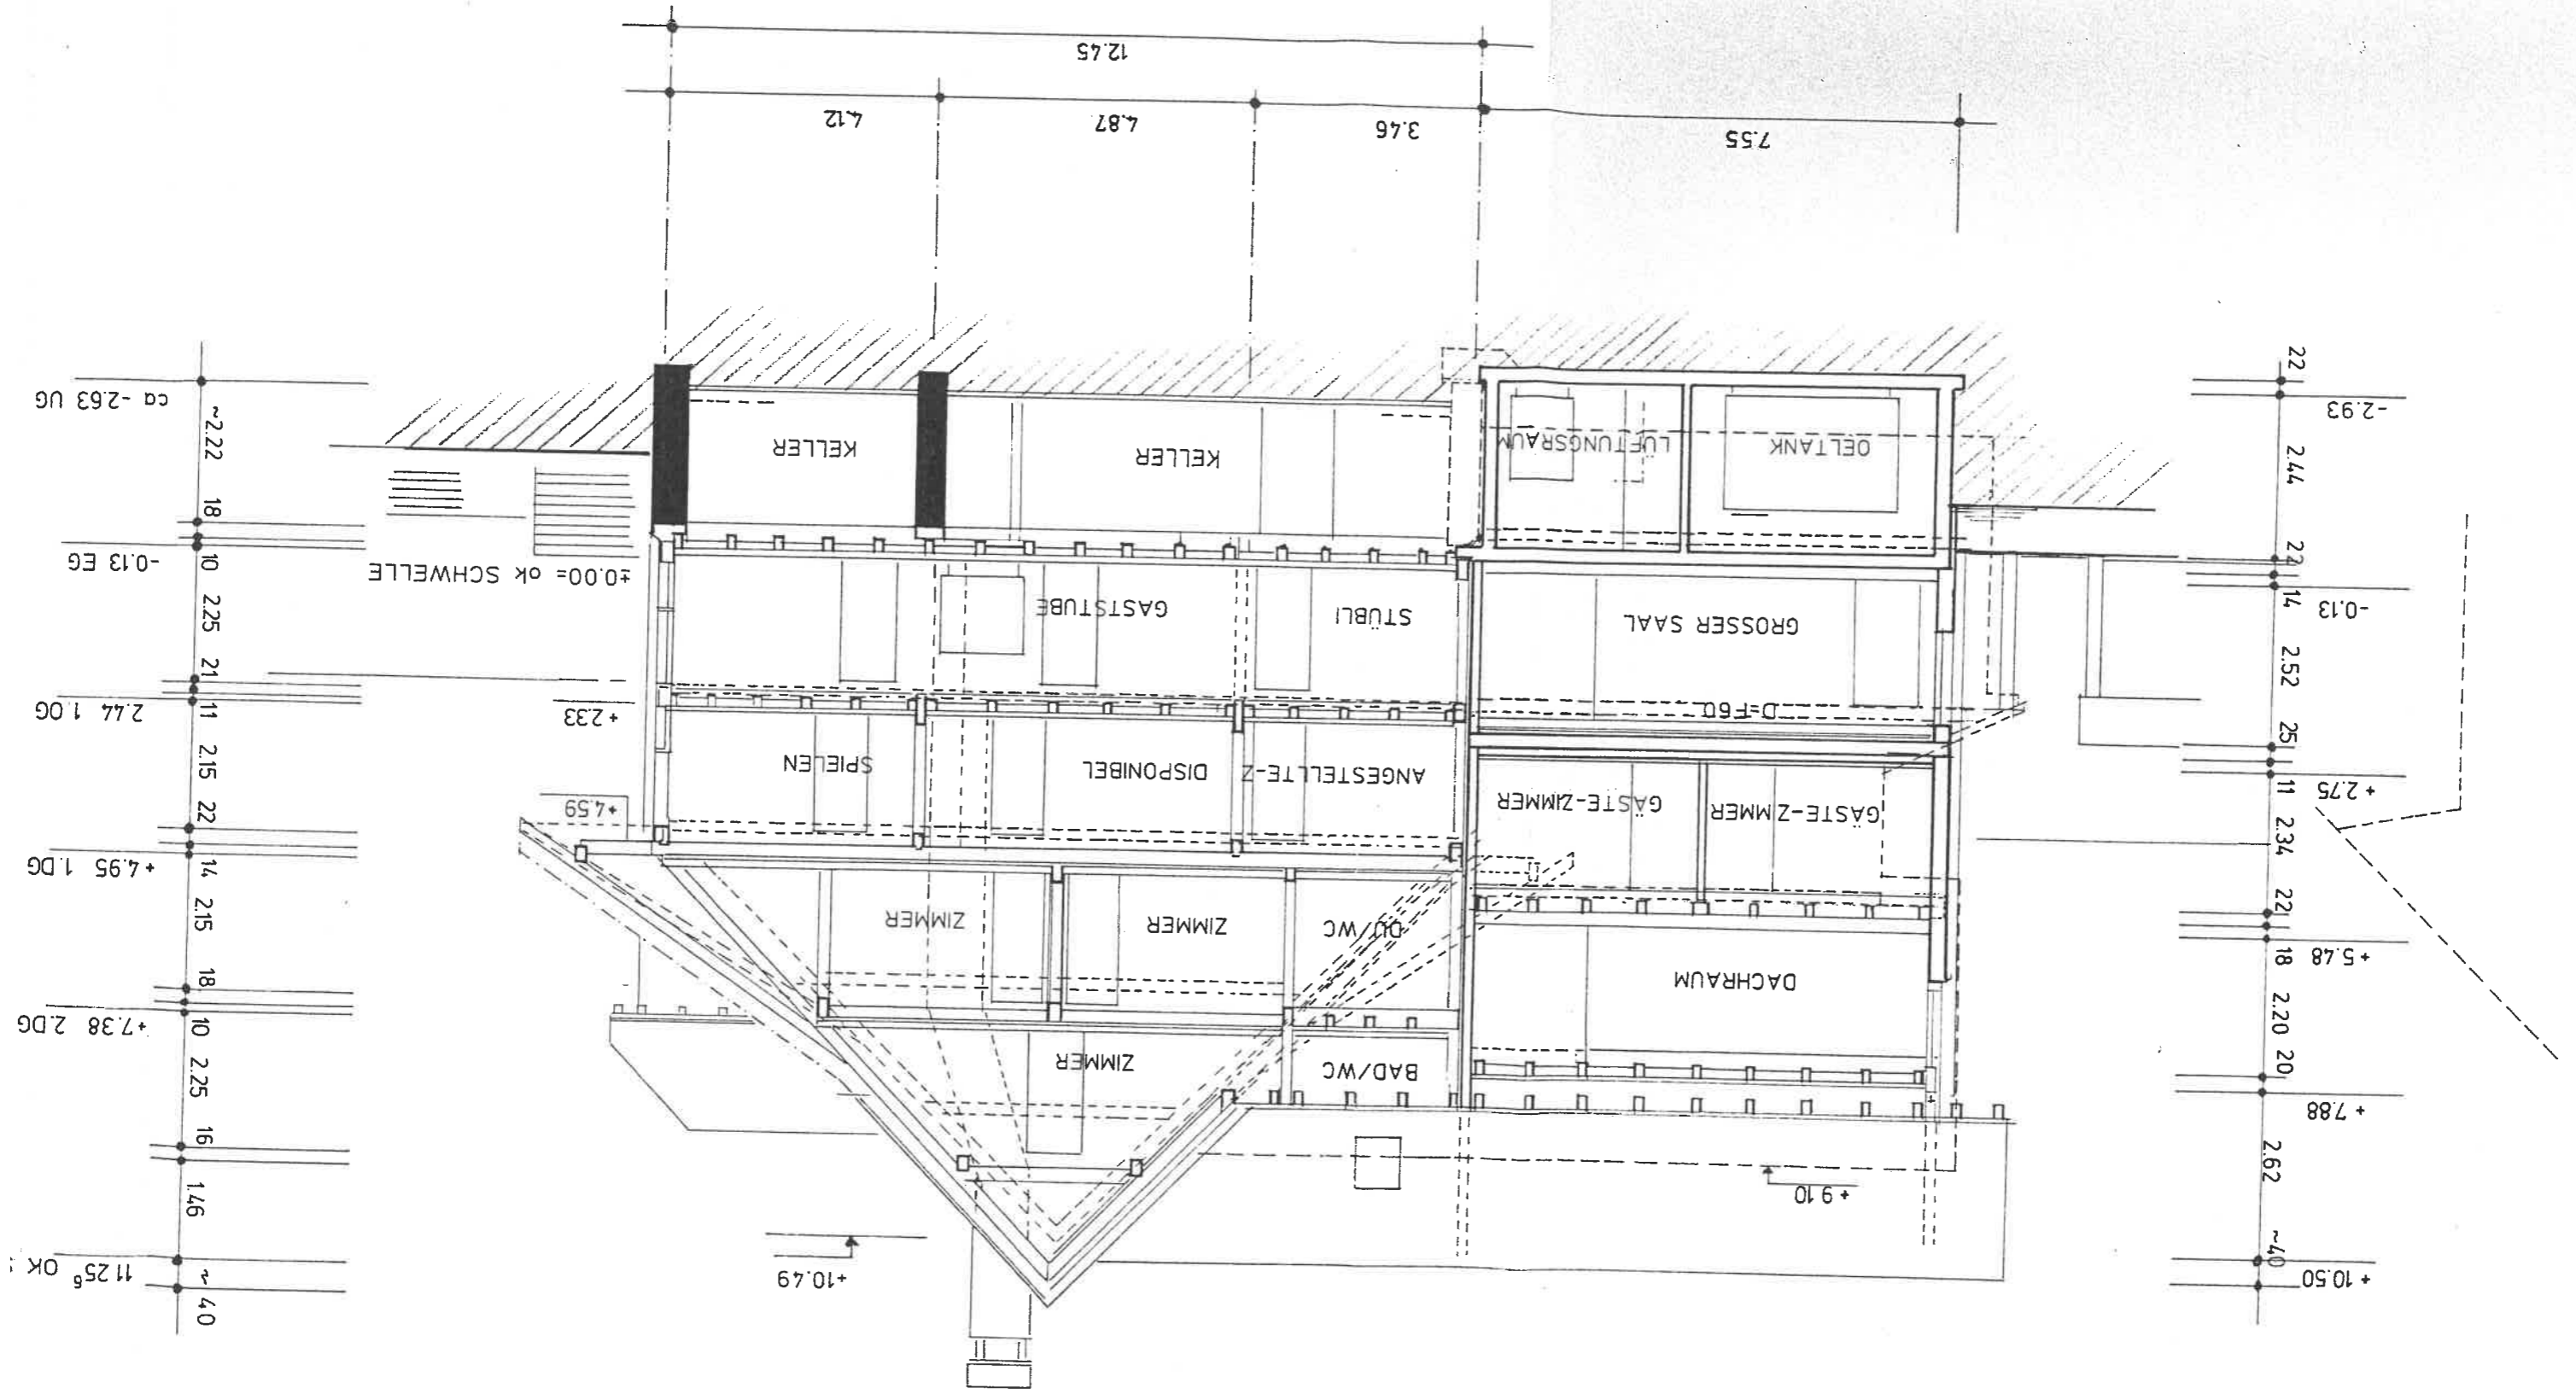 ~40
+10.50
2.62
+7.88
20
2.20
18
+5.48
22
2.34
11
+2.75
25
2.52
14
-0.13
22
2.44
-2.93
22
+9.10
+10.49
BAD/WC
ZIMMER
DACHRAUM
DU/WC
ZIMMER
ZIMMER
GÄSTE-ZIMMER
GÄSTE-ZIMMER
ANGESTELLTE-Z
DISPONIBEL
SPIELEN
+4.59
D=F60
+2.33
GROSSER SAAL
STÜBLI
GASTSTUBE
±0.00= ok SCHWELLE
OELTANK
LÜFTUNGSRAUM
KELLER
KELLER
7.55
3.46
4.87
4.12
12.45
~40
11.25⁶ OK
1.46
16
2.25
10
+7.38 2.DG
18
2.15
14
+4.95 1.DG
22
2.15
11
2.44 1.OG
21
2.25
10
-0.13 EG
18
~2.22
ca -2.63 UG